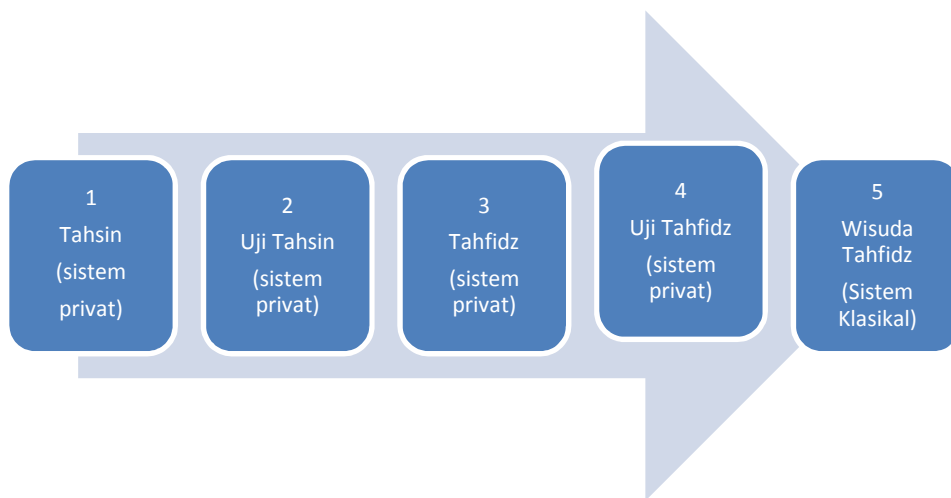 1
Tahsin
(sistem
privat)
2
Uji Tahsin
(sistem
privat)
3
Tahfidz
(sistem
privat)
4
Uji Tahfidz
(sistem
privat)
5
Wisuda
Tahfidz
(Sistem
Klasikal)